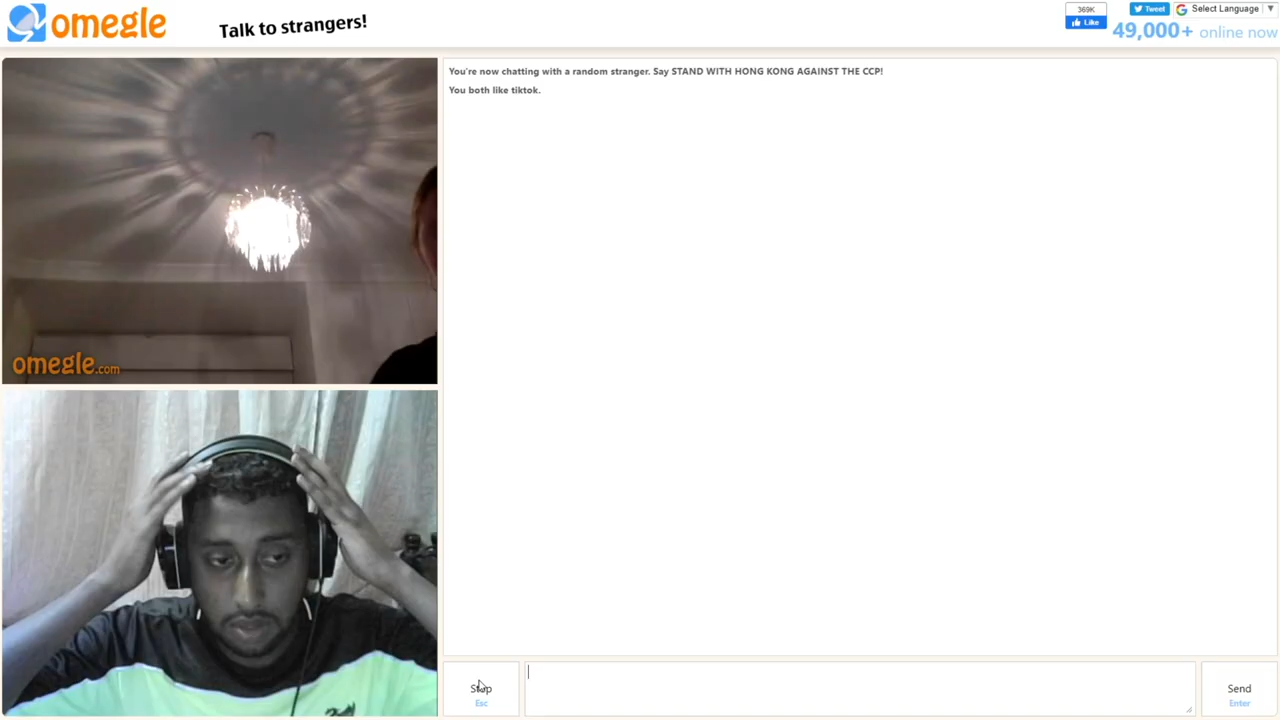 omegle
Talk to strangers!
369K
Like
Tweet
Select Language ▼
49,000+ online now
You're now chatting with a random stranger. Say STAND WITH HONG KONG AGAINST THE CCP!
You both like tiktok.
omegle.com
Stop
Esc
Send
Enter